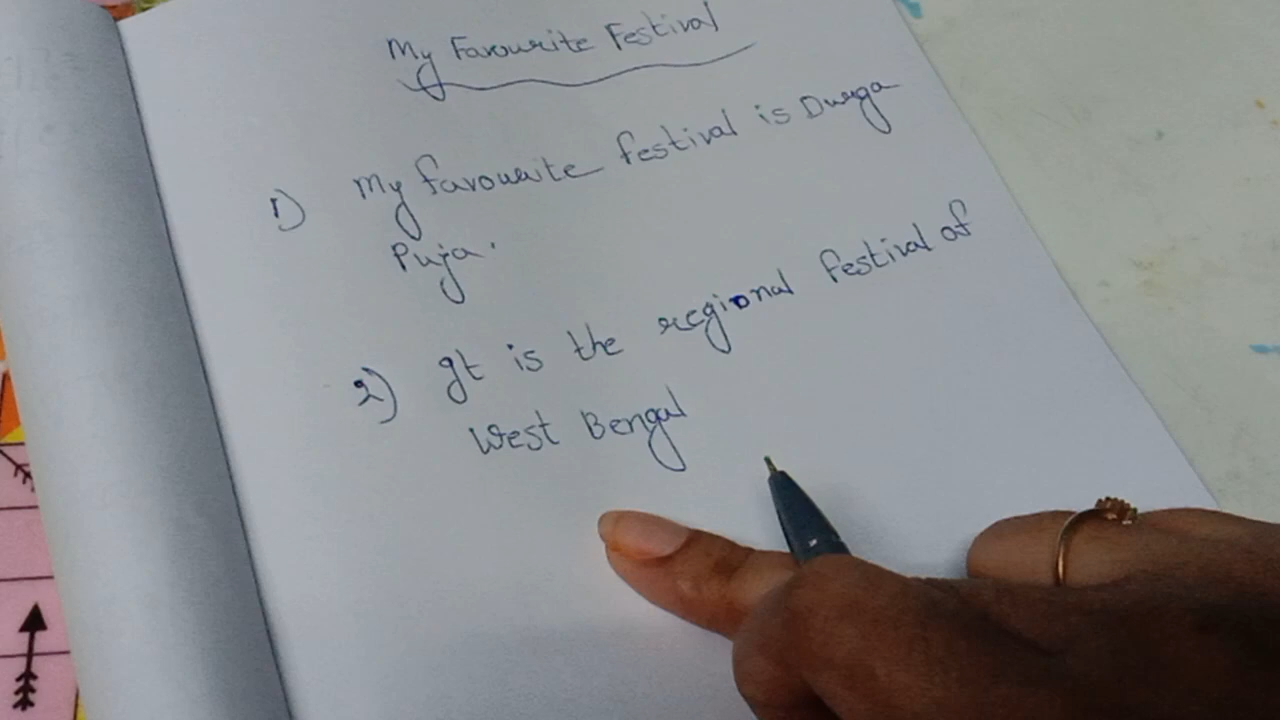 My Favourite Festival
1) My favourite festival is Durga
Puja.
2) It is the regional festival of
West Bengal